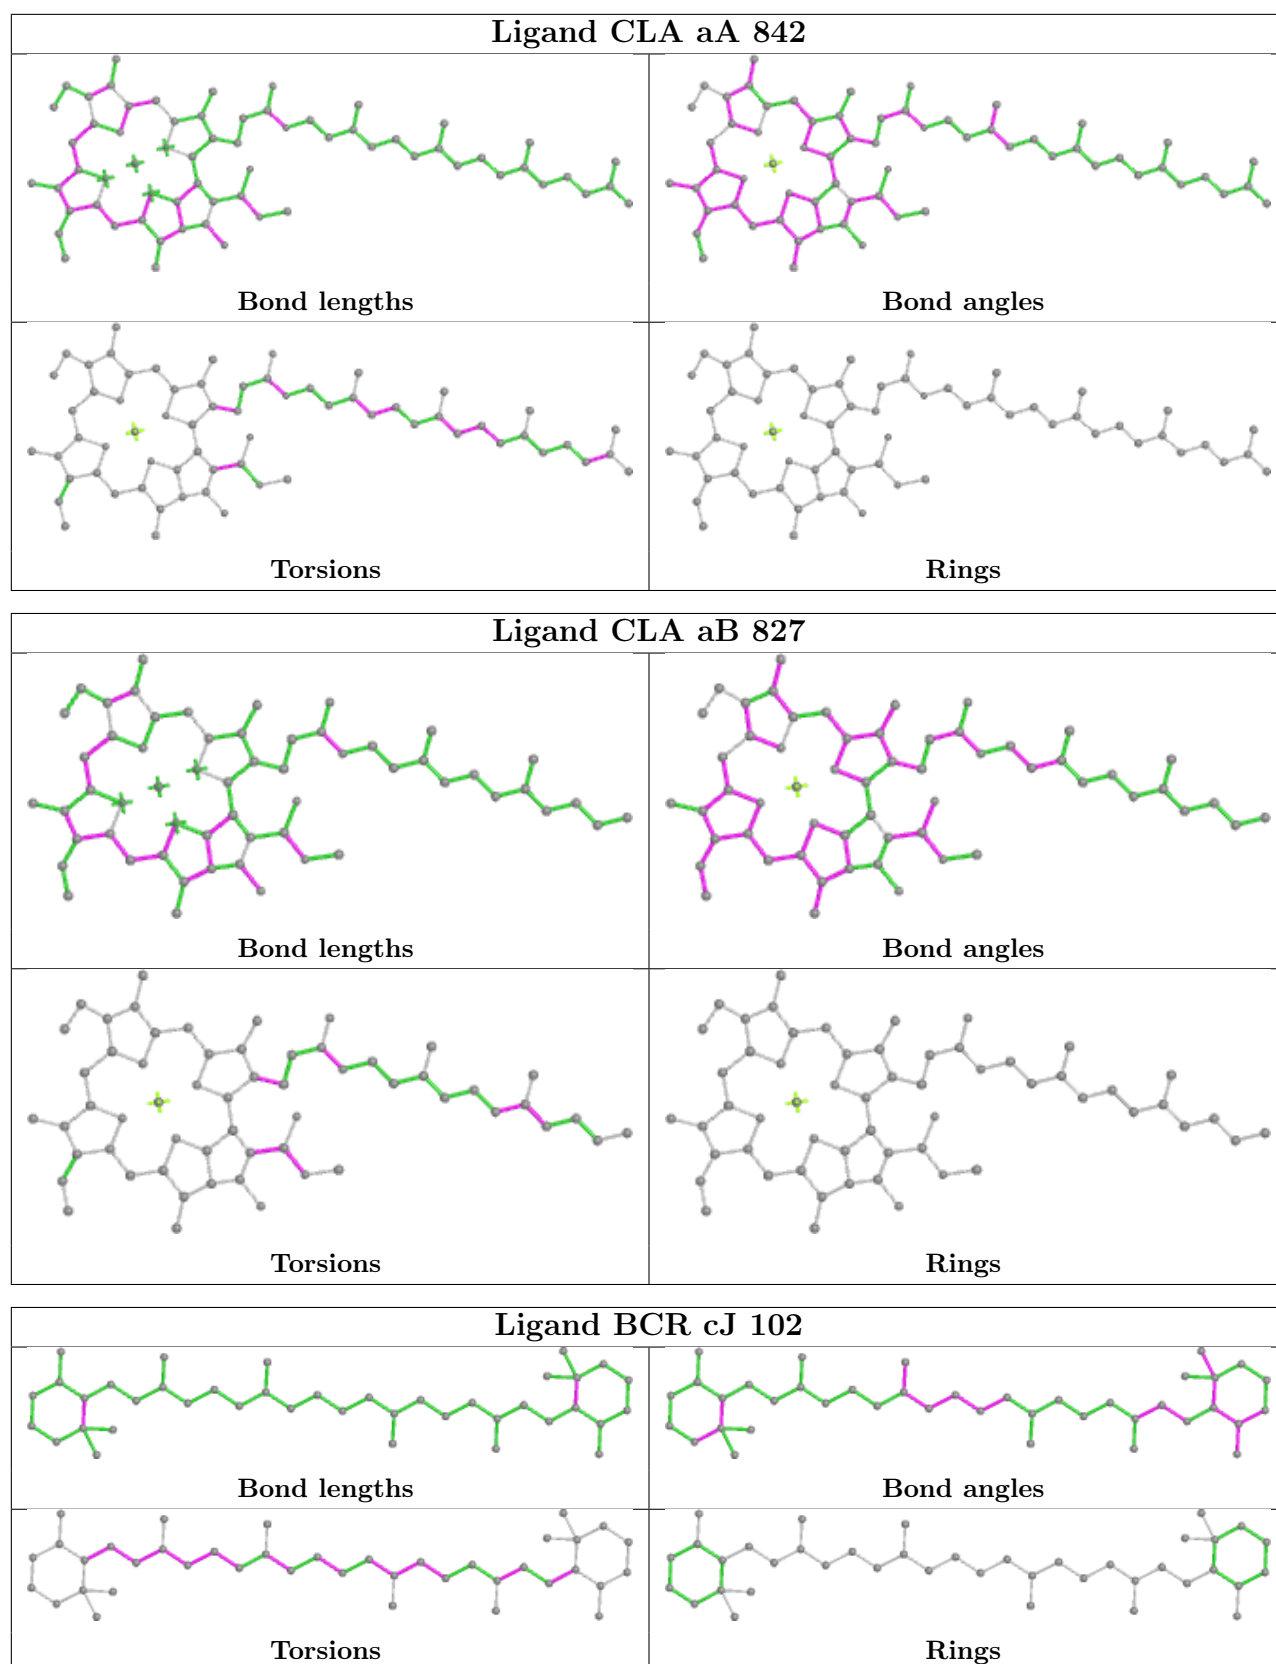 Ligand CLA aA 842
Bond lengths
Bond angles
Torsions
Rings
Ligand CLA aB 827
Bond lengths
Bond angles
Torsions
Rings
Ligand BCR cJ 102
Bond lengths
Bond angles
Torsions
Rings